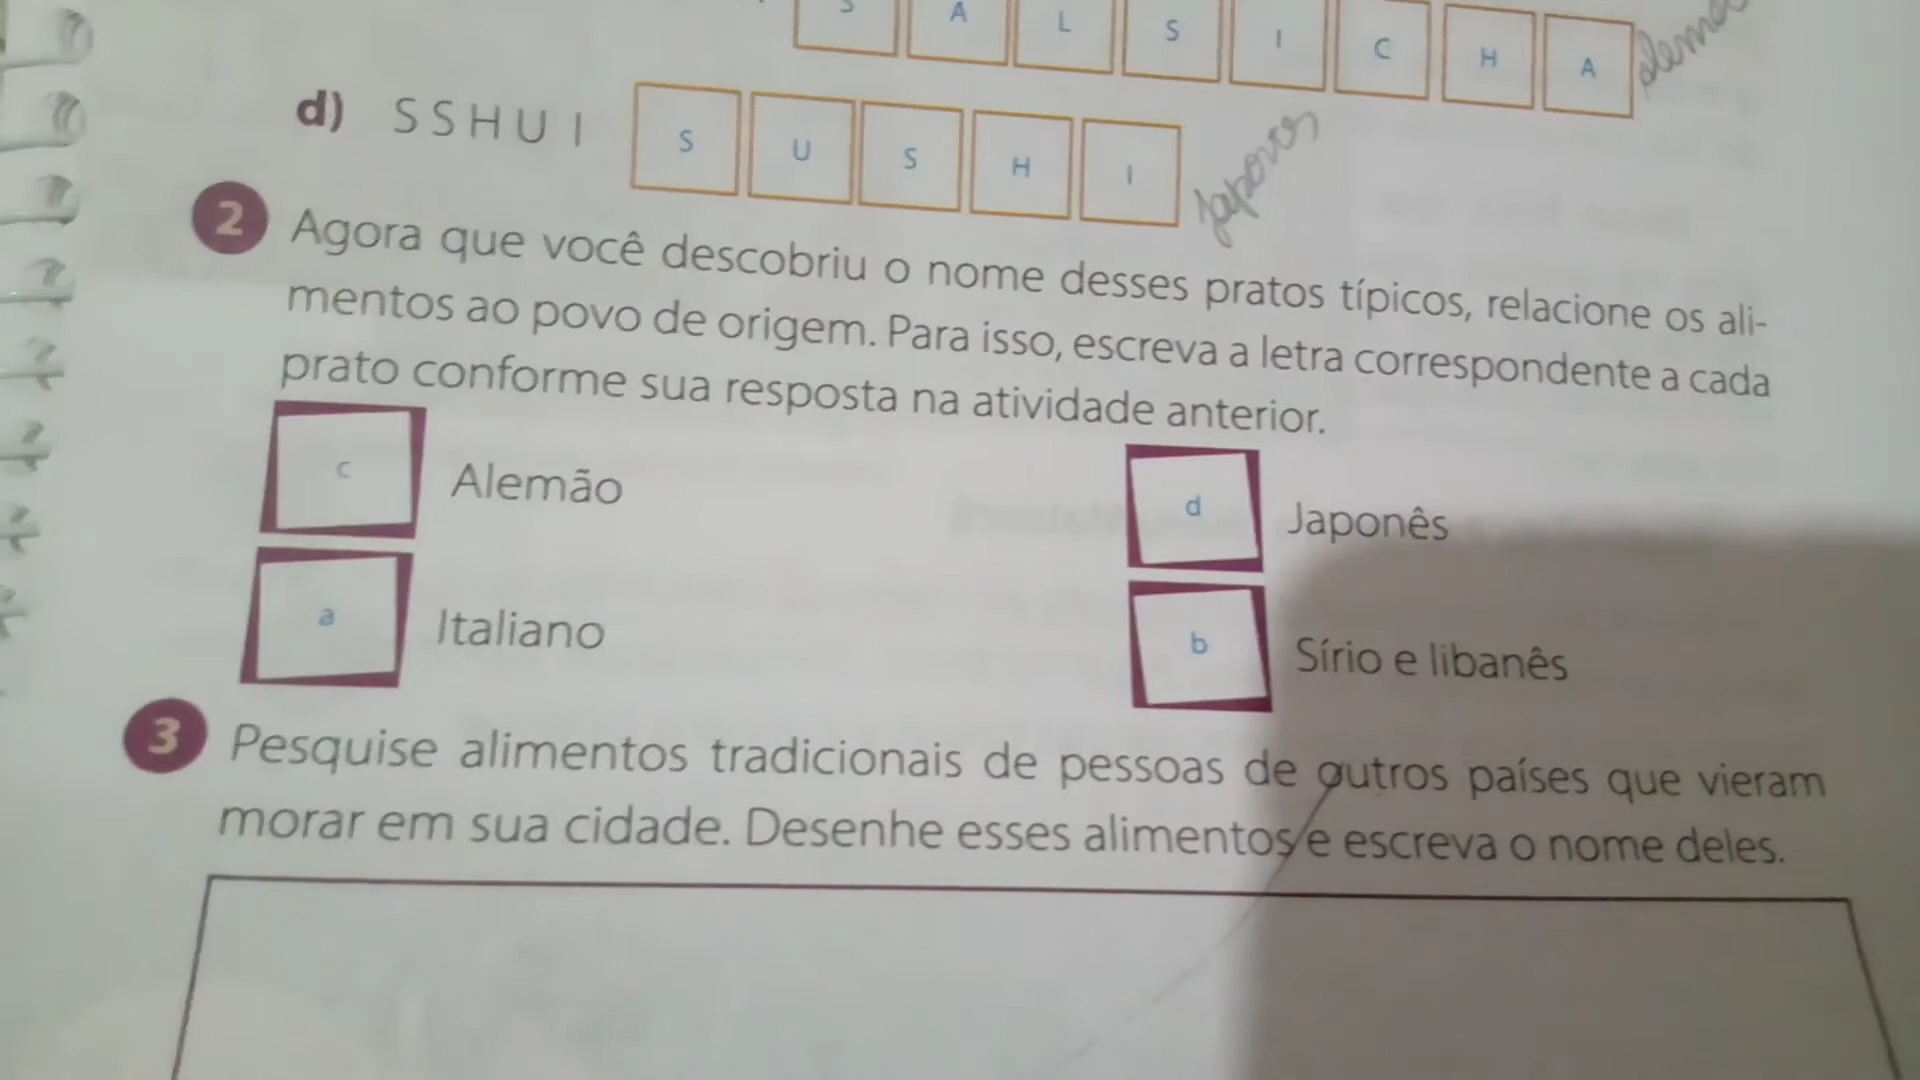 S A L S I C H A
d) S S H U I S U S H I
2 Agora que você descobriu o nome desses pratos típicos, relacione os ali-
mentos ao povo de origem. Para isso, escreva a letra correspondente a cada
prato conforme sua resposta na atividade anterior.
c Alemão d Japonês
a Italiano b Sírio e libanês
3 Pesquise alimentos tradicionais de pessoas de outros países que vieram
morar em sua cidade. Desenhe esses alimentos e escreva o nome deles.